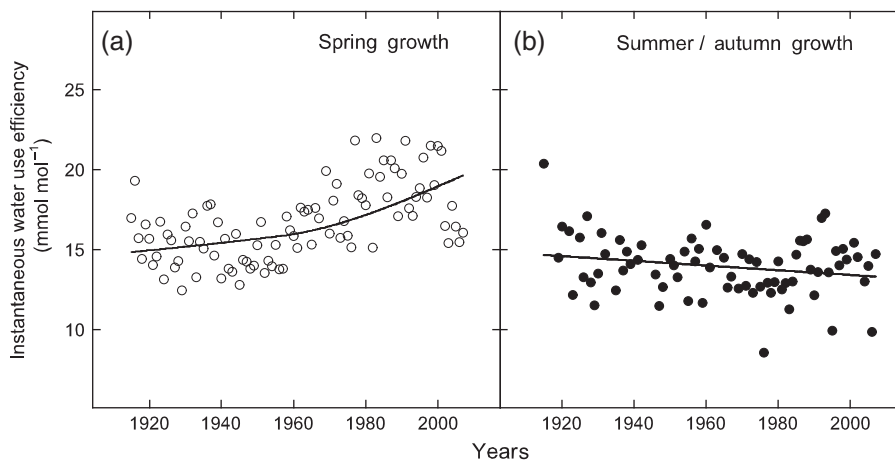 (a)
Spring growth
(b)
Summer / autumn growth
Instantaneous water use efficiency
(mmol mol⁻¹)
25
20
15
10
1920 1940 1960 1980 2000
1920 1940 1960 1980 2000
Years